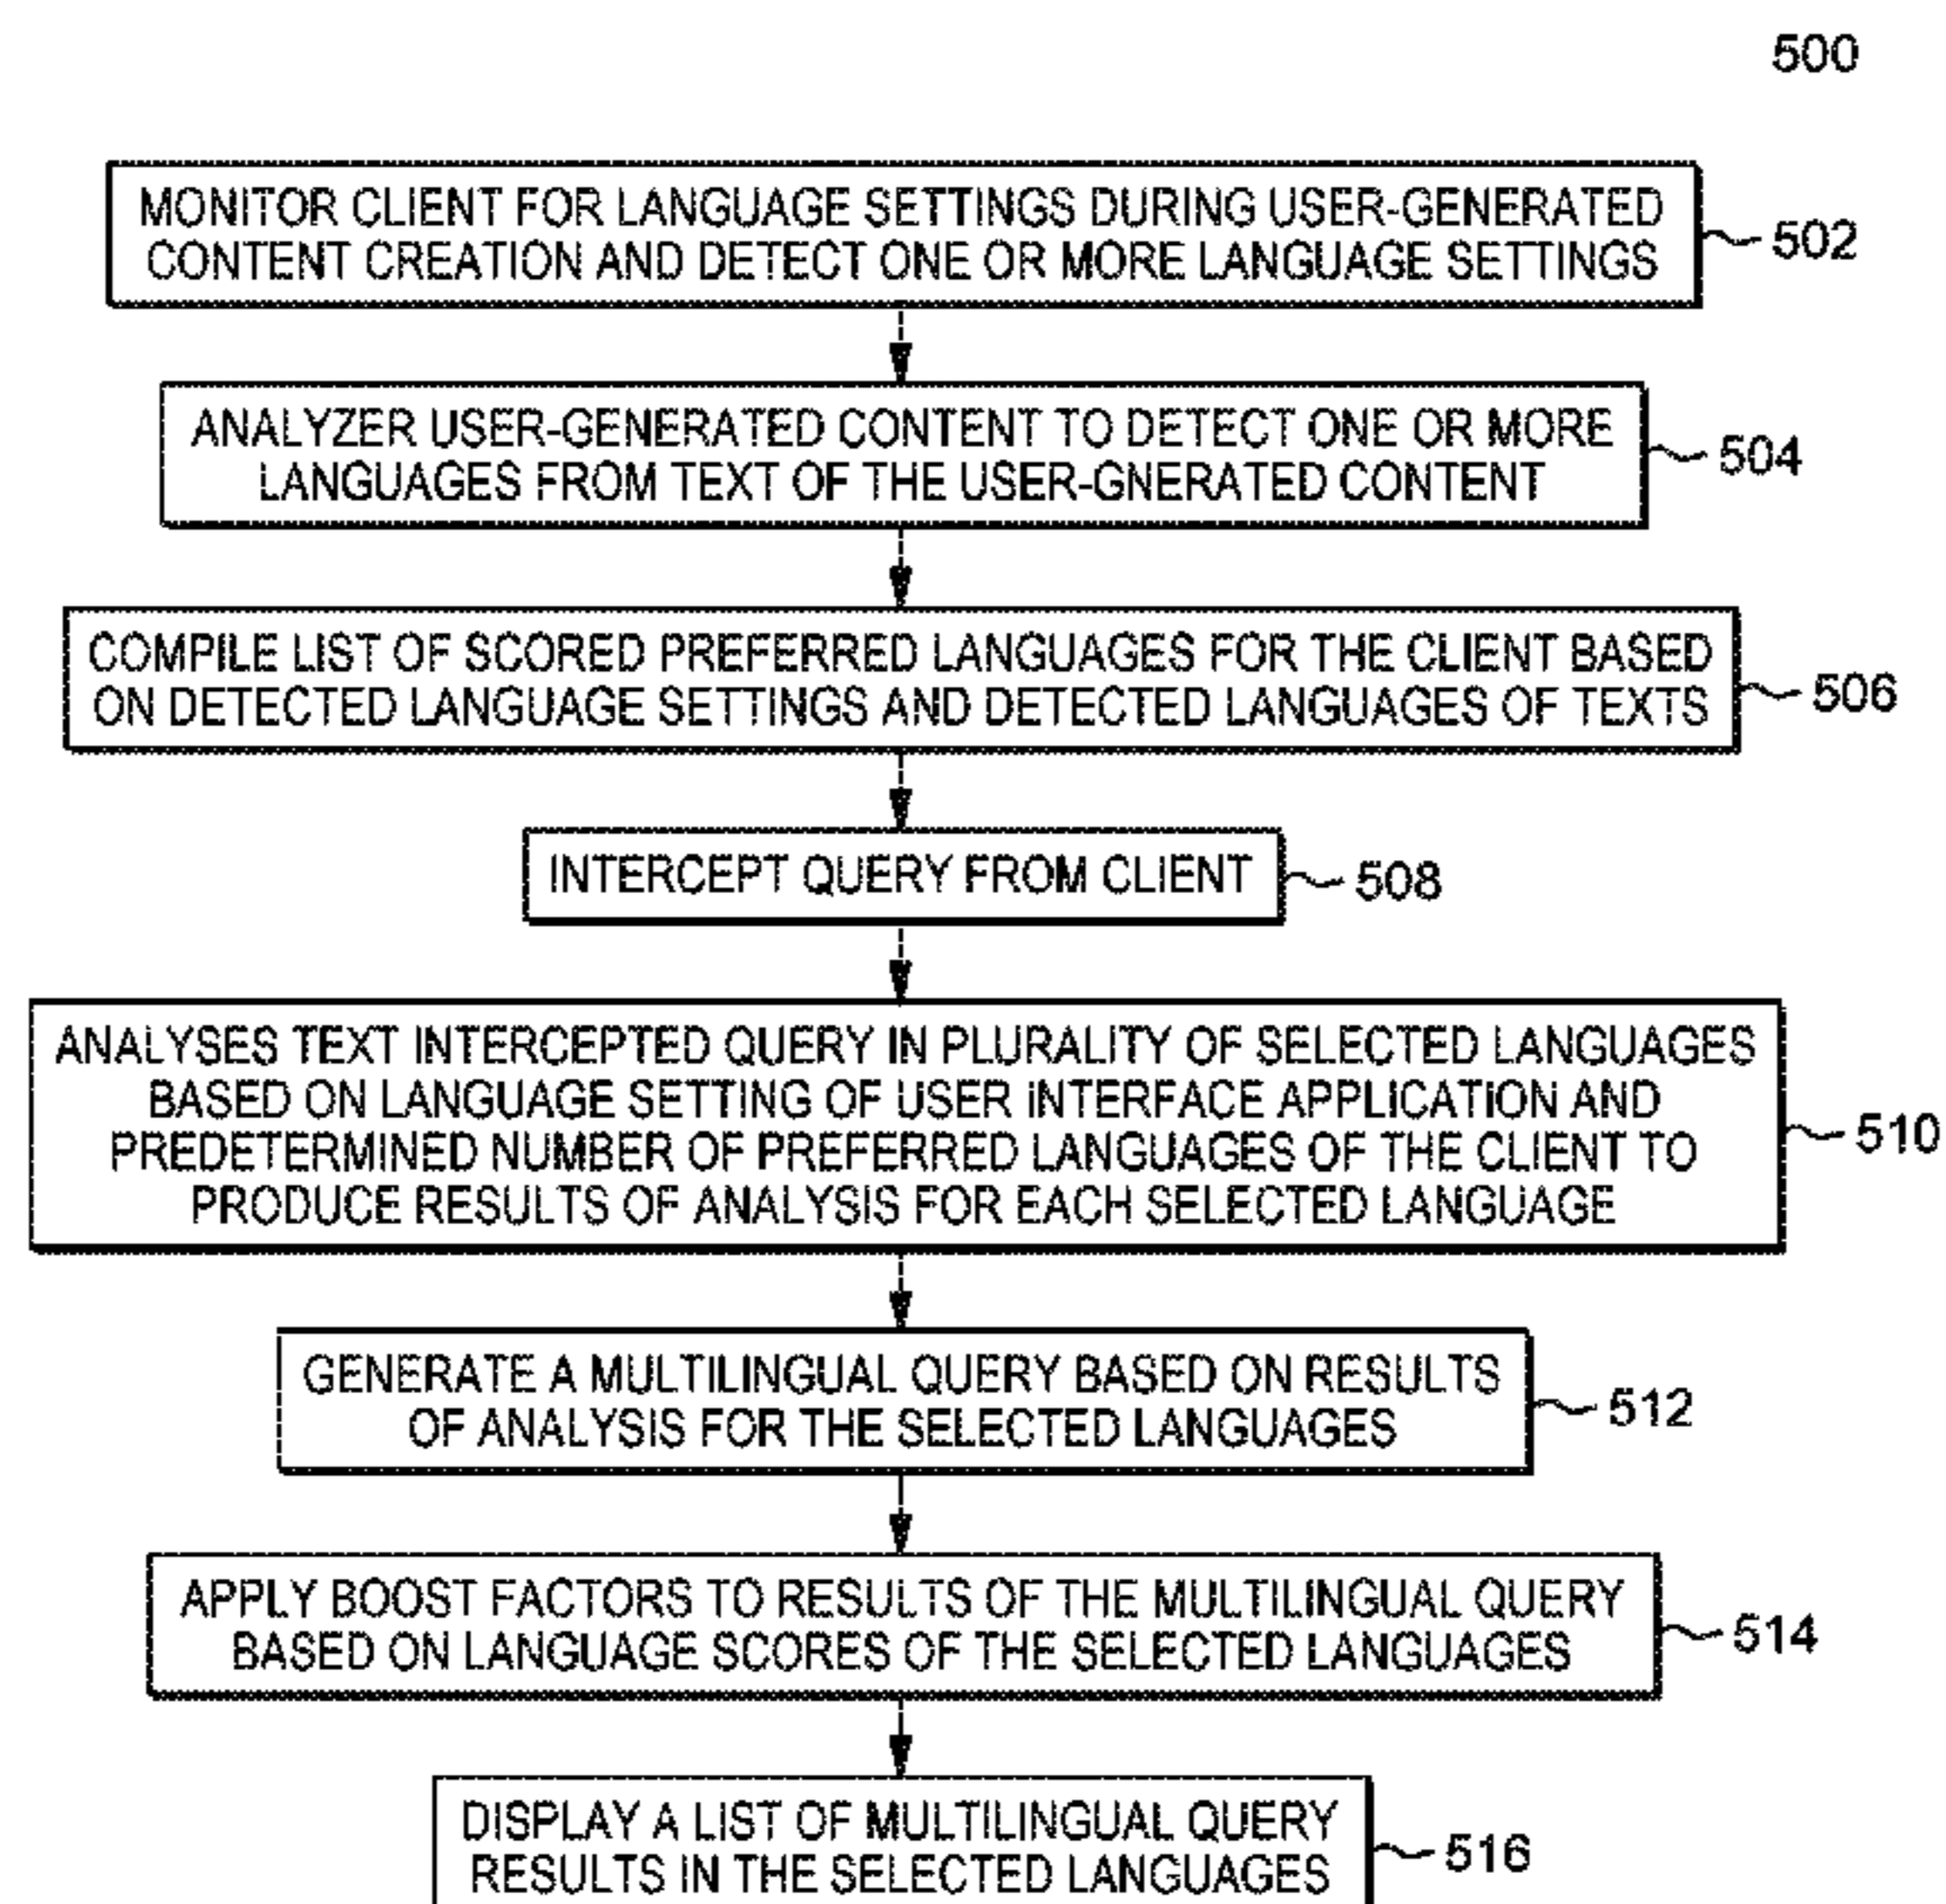 500
MONITOR CLIENT FOR LANGUAGE SETTINGS DURING USER-GENERATED
CONTENT CREATION AND DETECT ONE OR MORE LANGUAGE SETTINGS
502
ANALYZER USER-GENERATED CONTENT TO DETECT ONE OR MORE
LANGUAGES FROM TEXT OF THE USER-GNERATED CONTENT
504
COMPILE LIST OF SCORED PREFERRED LANGUAGES FOR THE CLIENT BASED
ON DETECTED LANGUAGE SETTINGS AND DETECTED LANGUAGES OF TEXTS
506
INTERCEPT QUERY FROM CLIENT
508
ANALYSES TEXT INTERCEPTED QUERY IN PLURALITY OF SELECTED LANGUAGES
BASED ON LANGUAGE SETTING OF USER INTERFACE APPLICATION AND
PREDETERMINED NUMBER OF PREFERRED LANGUAGES OF THE CLIENT TO
PRODUCE RESULTS OF ANALYSIS FOR EACH SELECTED LANGUAGE
510
GENERATE A MULTILINGUAL QUERY BASED ON RESULTS
OF ANALYSIS FOR THE SELECTED LANGUAGES
512
APPLY BOOST FACTORS TO RESULTS OF THE MULTILINGUAL QUERY
BASED ON LANGUAGE SCORES OF THE SELECTED LANGUAGES
514
DISPLAY A LIST OF MULTILINGUAL QUERY
RESULTS IN THE SELECTED LANGUAGES
516